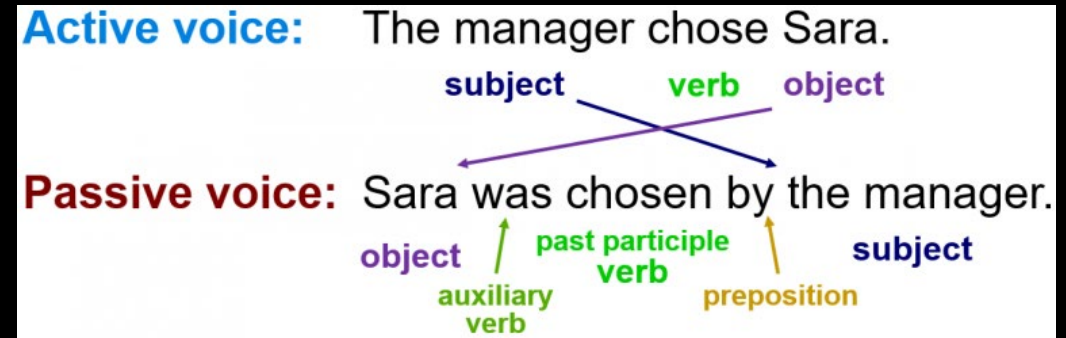 Active voice: The manager chose Sara.
subject verb object
Passive voice: Sara was chosen by the manager.
object past participle verb subject
auxiliary verb preposition